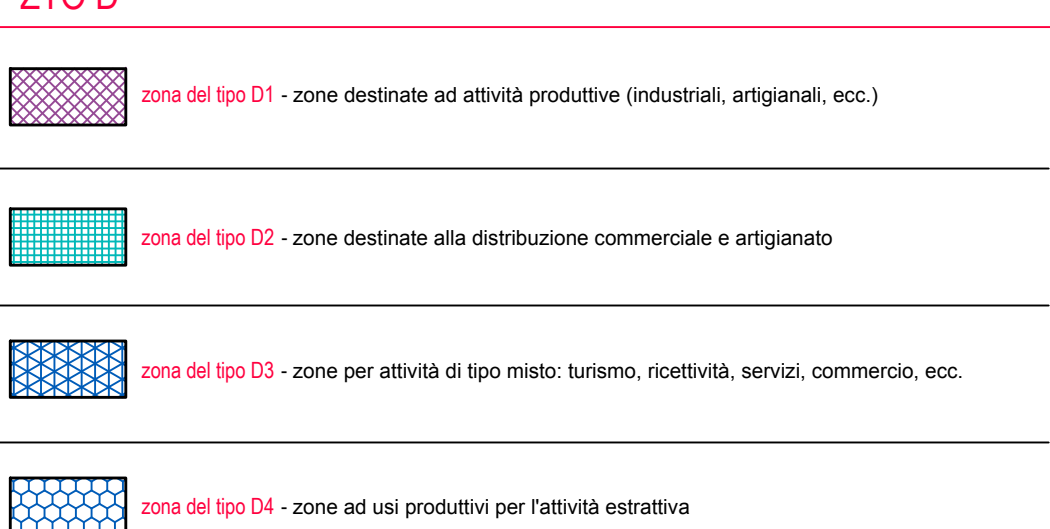 ZTO D
zona del tipo D1 - zone destinate ad attività produttive (industriali, artigianali, ecc.)
zona del tipo D2 - zone destinate alla distribuzione commerciale e artigianato
zona del tipo D3 - zone per attività di tipo misto: turismo, ricettività, servizi, commercio, ecc.
zona del tipo D4 - zone ad usi produttivi per l'attività estrattiva